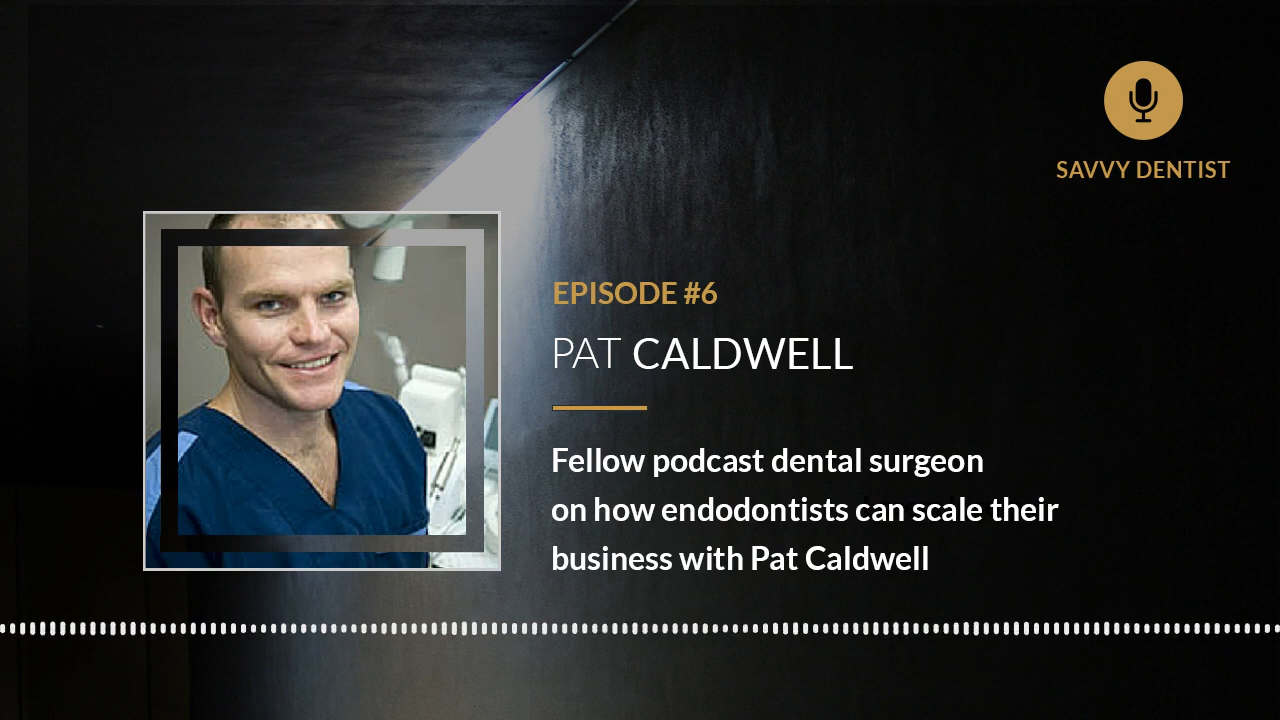 SAVVY DENTIST
EPISODE #6
PAT CALDWELL
Fellow podcast dental surgeon
on how endodontists can scale their
business with Pat Caldwell